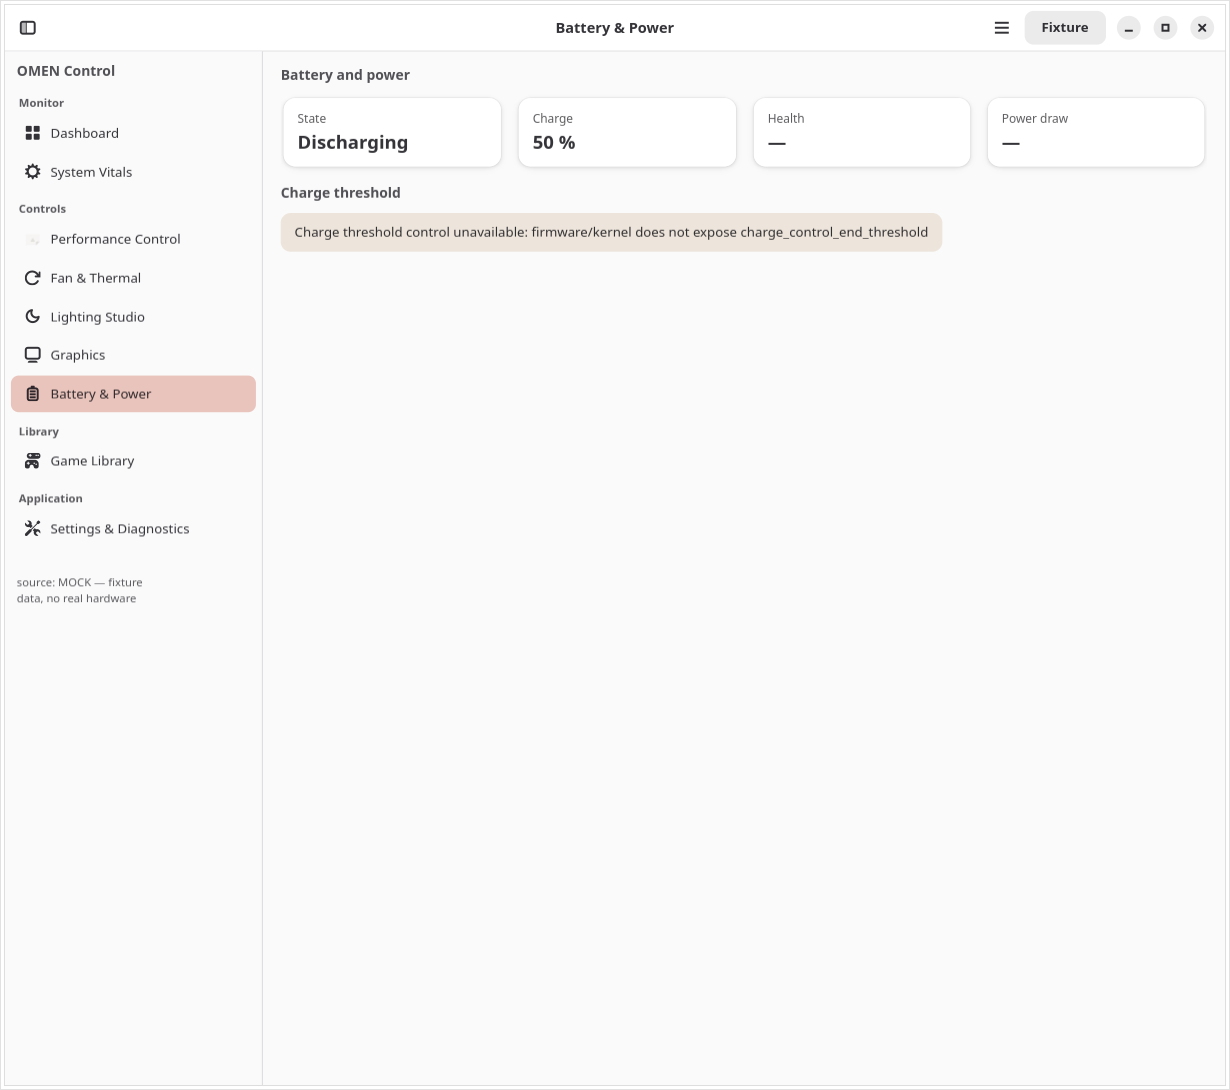 Battery & Power
Fixture
OMEN Control
Monitor
Dashboard
System Vitals
Controls
Performance Control
Fan & Thermal
Lighting Studio
Graphics
Battery & Power
Library
Game Library
Application
Settings & Diagnostics
source: MOCK — fixture
data, no real hardware
Battery and power
State
Discharging
Charge
50 %
Health
—
Power draw
—
Charge threshold
Charge threshold control unavailable: firmware/kernel does not expose charge_control_end_threshold